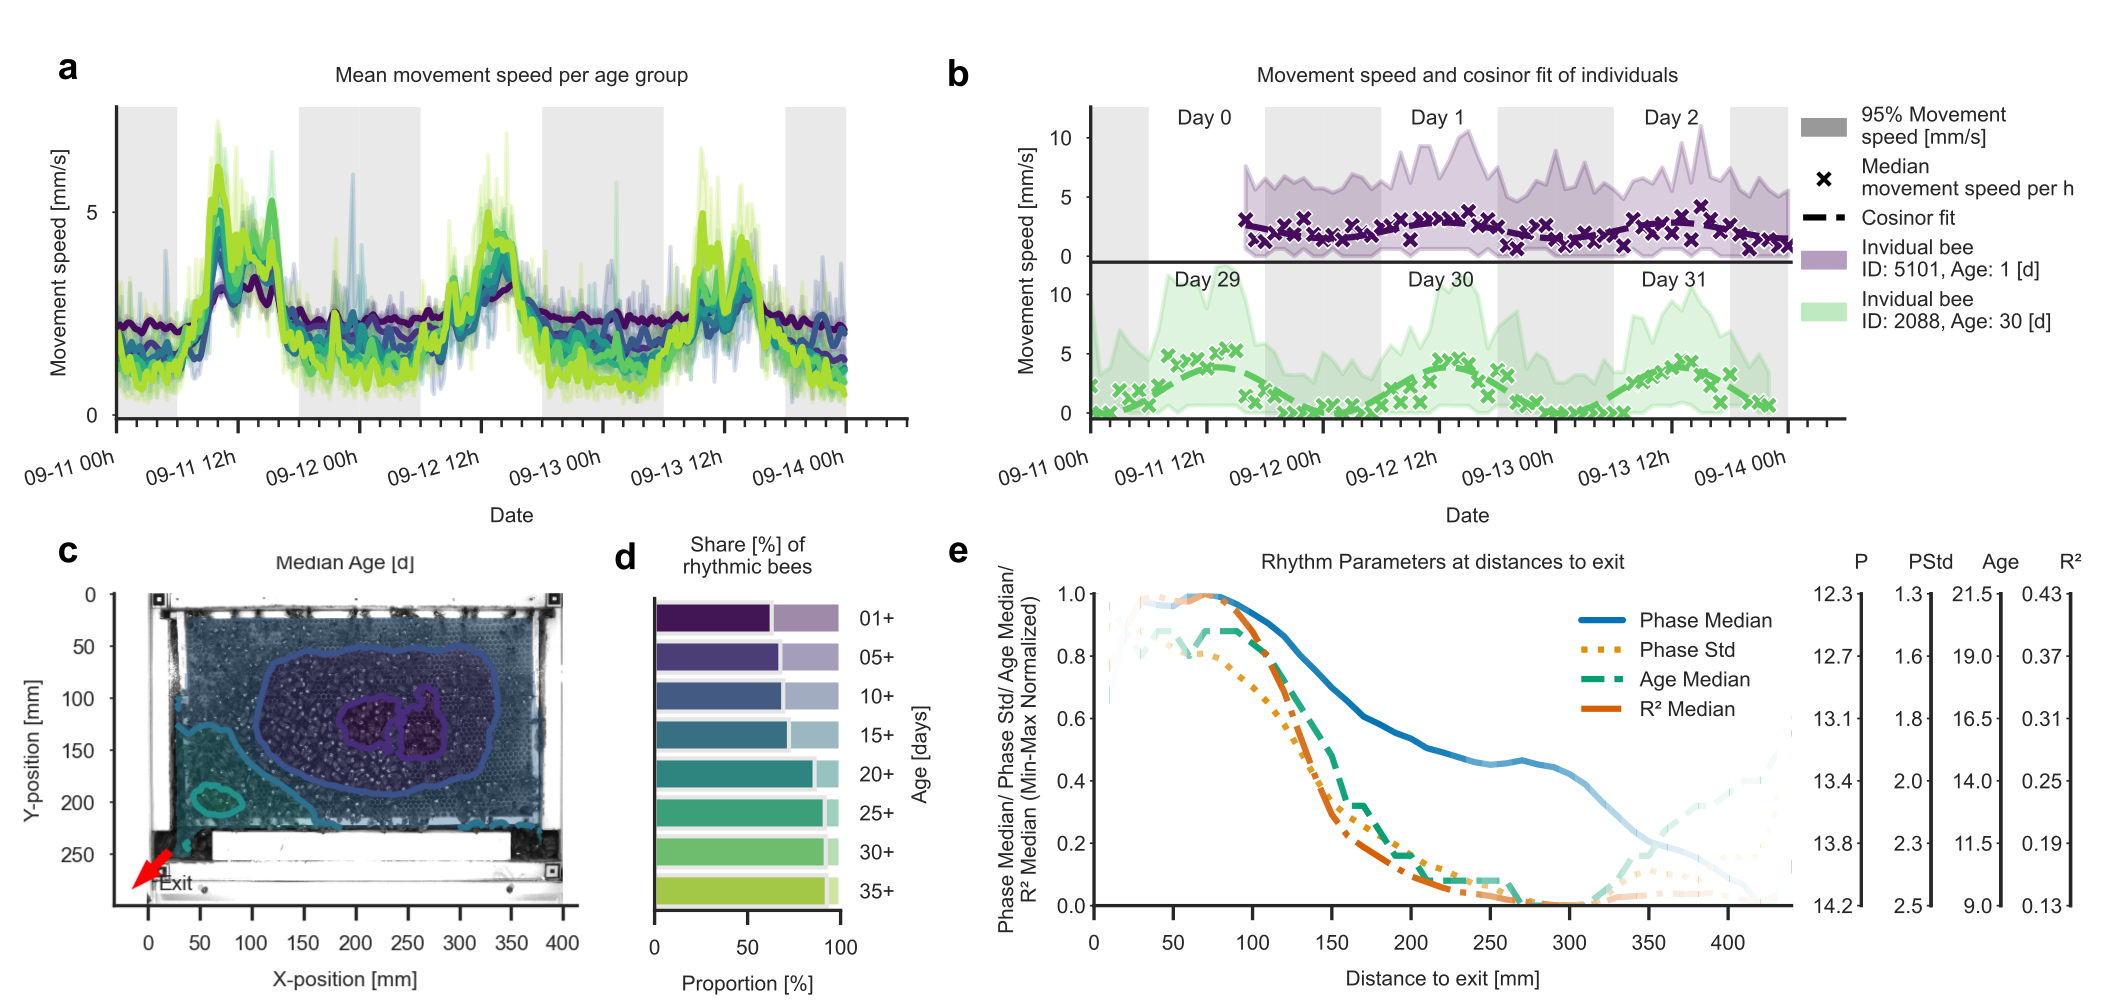 a
Mean movement speed per age group
Movement speed [mm/s]
5
0
09-11 00h
09-11 12h
09-12 00h
09-12 12h
09-13 00h
09-13 12h
09-14 00h
Date
b
Movement speed and cosinor fit of individuals
Movement speed [mm/s]
10
5
0
10
5
0
Day 0
Day 1
Day 2
Day 29
Day 30
Day 31
09-11 00h
09-11 12h
09-12 00h
09-12 12h
09-13 00h
09-13 12h
09-14 00h
Date
95% Movement
speed [mm/s]
Median
movement speed per h
Cosinor fit
Invidual bee
ID: 5101, Age: 1 [d]
Invidual bee
ID: 2088, Age: 30 [d]
c
Median Age [d]
Y-position [mm]
0
50
100
150
200
250
Exit
0
50
100
150
200
250
300
350
400
X-position [mm]
d
Share [%] of
rhythmic bees
01+
05+
10+
15+
20+
25+
30+
35+
Age [days]
0
50
100
Proportion [%]
e
Rhythm Parameters at distances to exit
Phase Median/ Phase Std/ Age Median/
R² Median (Min-Max Normalized)
1.0
0.8
0.6
0.4
0.2
0.0
0
50
100
150
200
250
300
350
400
Distance to exit [mm]
Phase Median
Phase Std
Age Median
R² Median
P
PStd
Age
R²
12.3
1.3
21.5
0.43
12.7
1.6
19.0
0.37
13.1
1.8
16.5
0.31
13.4
2.0
14.0
0.25
13.8
2.3
11.5
0.19
14.2
2.5
9.0
0.13